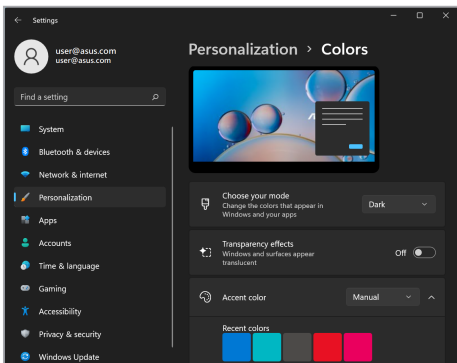 Settings
user@asus.com
user@asus.com
Find a setting
System
Bluetooth & devices
Network & internet
Personalization
Apps
Accounts
Time & language
Gaming
Accessibility
Privacy & security
Windows Update
Personalization > Colors
Choose your mode
Change the colors that appear in
Windows and your apps
Dark
Transparency effects
Windows and surfaces appear
translucent
Off
Accent color
Manual
Recent colors